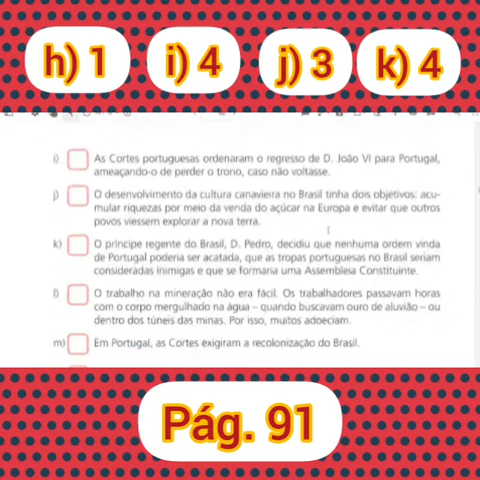 h) 1 i) 4 j) 3 k) 4
i) As Cortes portuguesas ordenaram o regresso de D. João VI para Portugal,
ameaçando-o de perder o trono, caso não voltasse.
j) O desenvolvimento da cultura canavieira no Brasil tinha dois objetivos: acu-
mular riquezas por meio da venda do açúcar na Europa e evitar que outros
povos viessem explorar a nova terra.
k) O príncipe regente do Brasil, D. Pedro, decidiu que nenhuma ordem vinda
de Portugal poderia ser acatada, que as tropas portuguesas no Brasil seriam
consideradas inimigas e que se formaria uma Assembleia Constituinte.
l) O trabalho na mineração não era fácil. Os trabalhadores passavam horas
com o corpo mergulhado na água – quando buscavam ouro de aluvião – ou
dentro dos túneis das minas. Por isso, muitos adoeciam.
m) Em Portugal, as Cortes exigiram a recolonização do Brasil.
Pág. 91